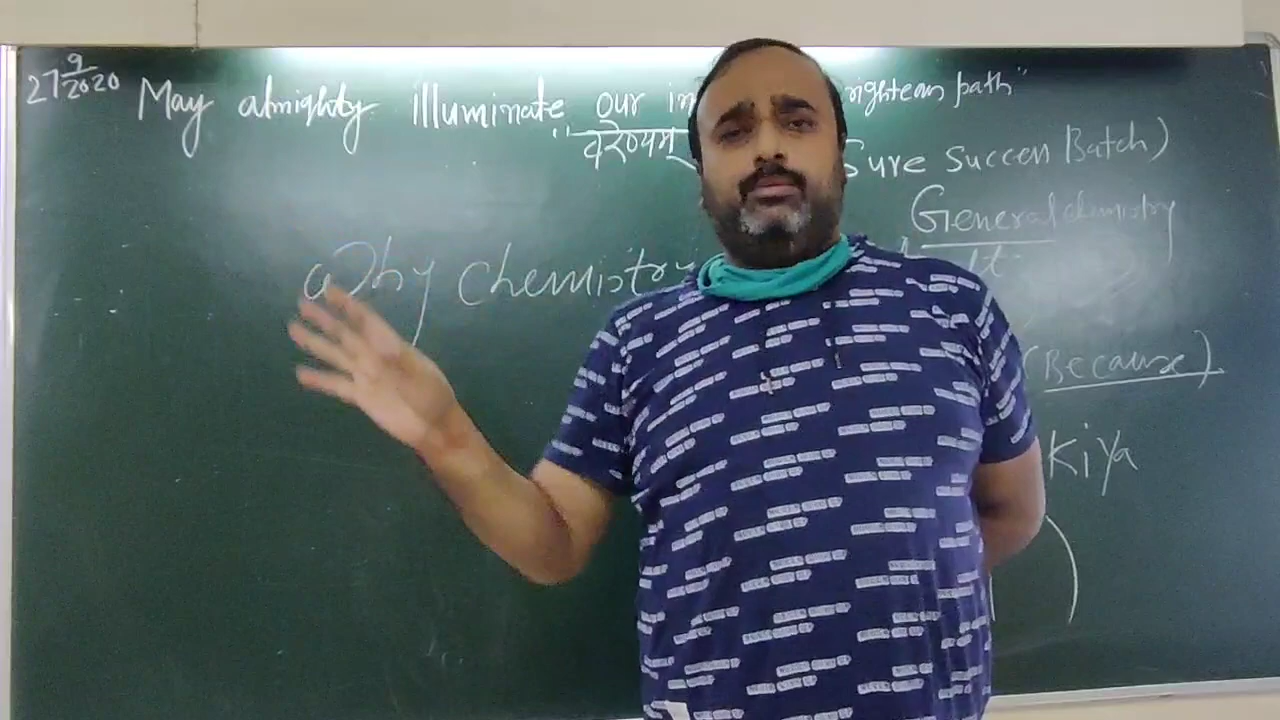 27 9/2020 May almighty illuminate our in righteous path"
"वरेण्यम् Sure Success Batch)
General chemistry
Why Chemistry
(Because)
Kiya